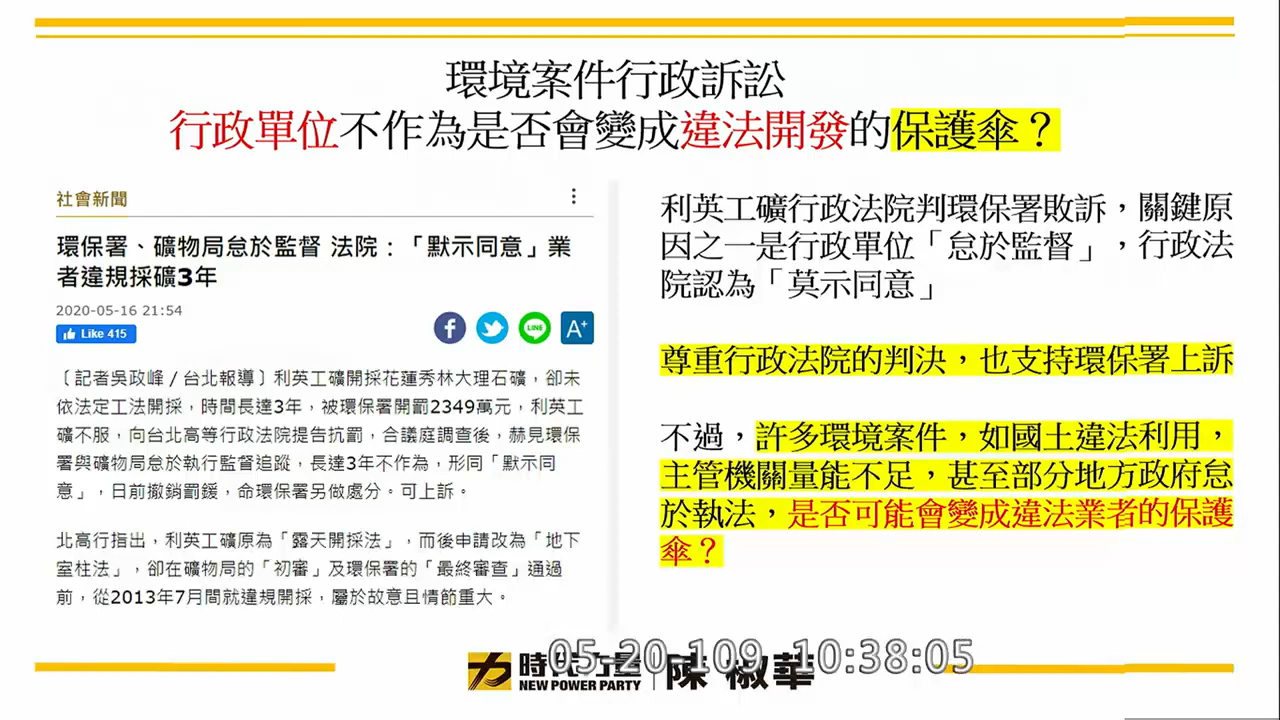 環境案件行政訴訟
行政單位不作為是否會變成違法開發的保護傘？
社會新聞
環保署、礦物局怠於監督 法院：「默示同意」業
者違規採礦3年
2020-05-16 21:54
Like 415
LINE
A+
〔記者吳政峰／台北報導〕利英工礦開採花蓮秀林大理石礦，卻未
依法定工法開採，時間長達3年，被環保署開罰2349萬元，利英工
礦不服，向台北高等行政法院提告抗罰，合議庭調查後，赫見環保
署與礦物局怠於執行監督追蹤，長達3年不作為，形同「默示同
意」，日前撤銷罰鍰，命環保署另做處分。可上訴。
北高行指出，利英工礦原為「露天開採法」，而後申請改為「地下
室柱法」，卻在礦物局的「初審」及環保署的「最終審查」通過
前，從2013年7月間就違規開採，屬於故意且情節重大。
利英工礦行政法院判環保署敗訴，關鍵原
因之一是行政單位「怠於監督」，行政法
院認為「莫示同意」
尊重行政法院的判決，也支持環保署上訴
不過，許多環境案件，如國土違法利用，
主管機關量能不足，甚至部分地方政府怠
於執法，是否可能會變成違法業者的保護
傘？
時代力量 陳椒華
NEW POWER PARTY
05-20-109 10:38:05